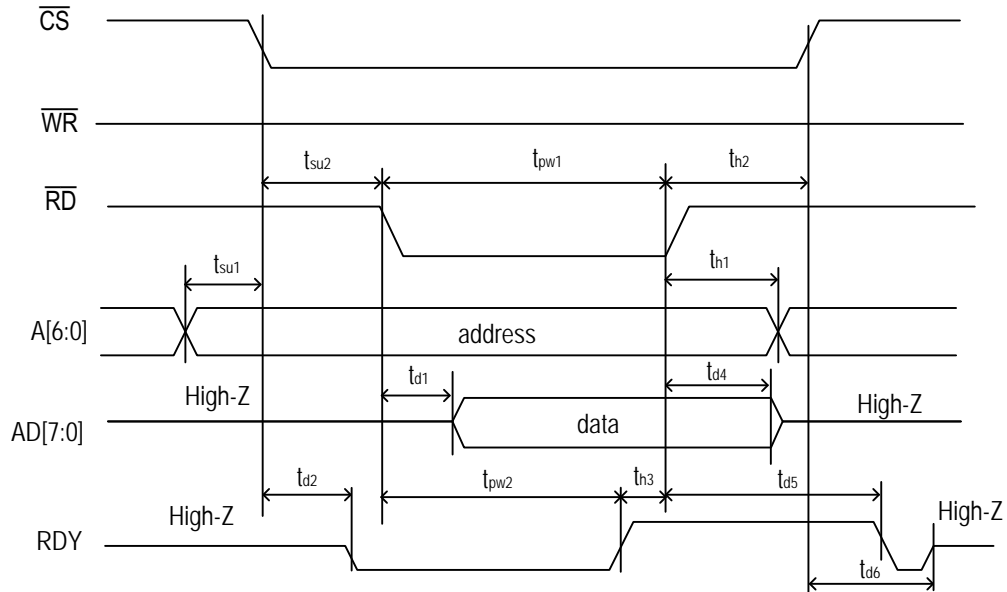 CS
WR
tsu2 tpw1 th2
RD
tsu1 th1
A[6:0] address
td1 td4
High-Z data High-Z
AD[7:0]
td2 tpw2 th3 td5
High-Z High-Z
RDY
td6